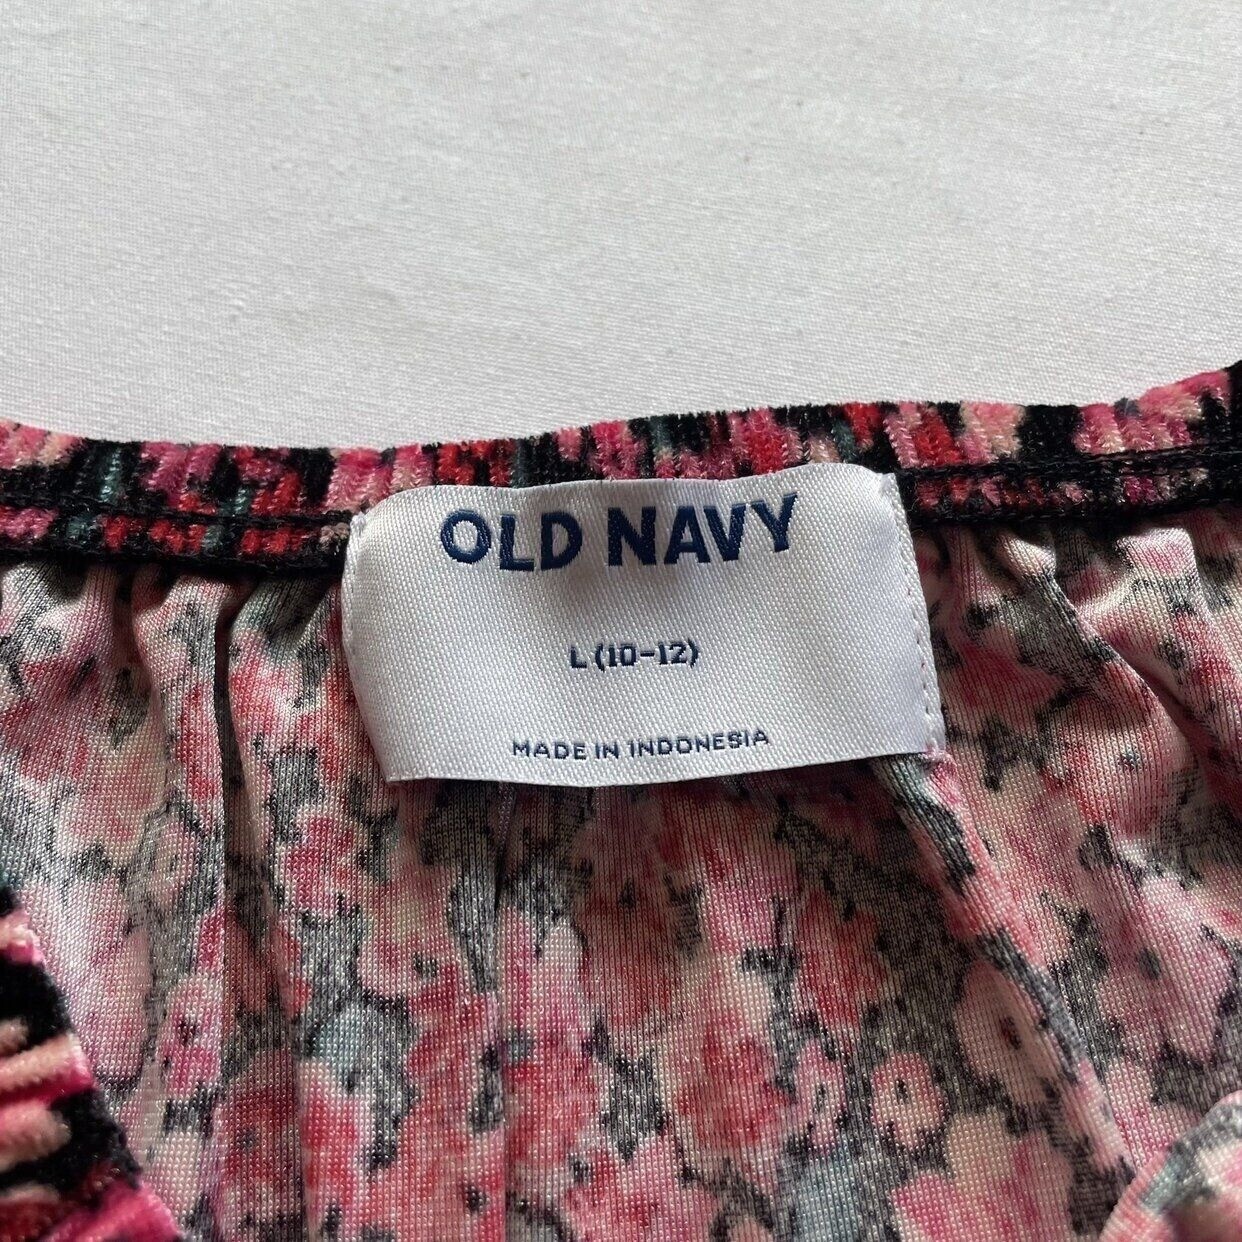 OLD NAVY
L (10-12)
MADE IN INDONESIA